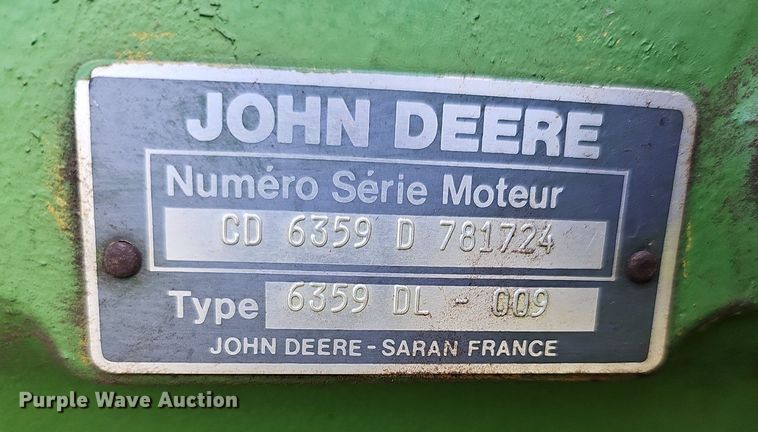 JOHN DEERE
Numéro Série Moteur
CD 6359 D 781724
Type 6359 DL - 009
JOHN DEERE - SARAN FRANCE
Purple Wave Auction